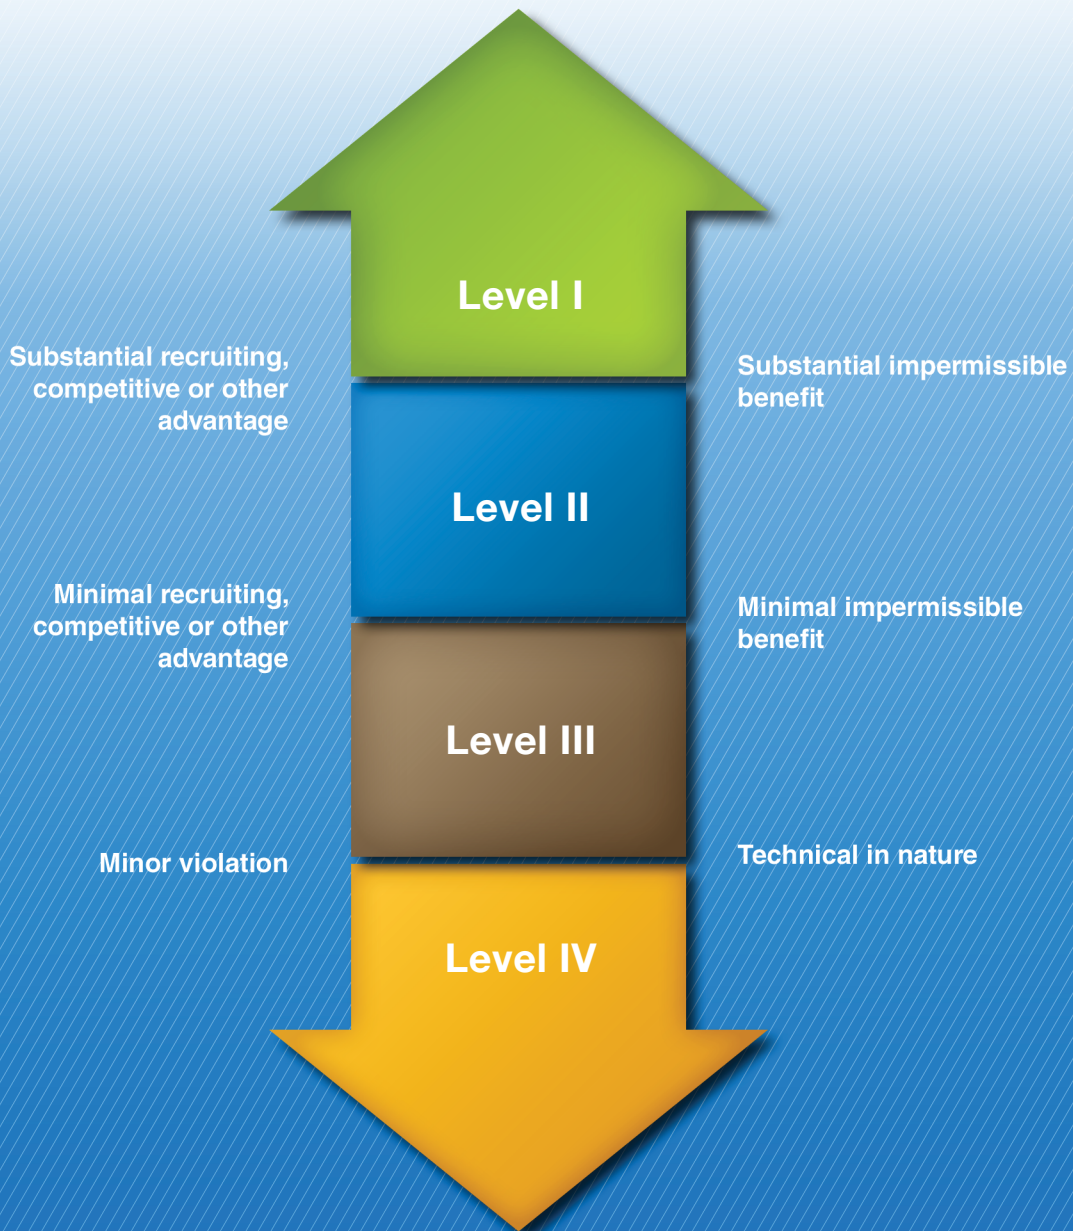 Level I
Substantial recruiting,
competitive or other
advantage
Substantial impermissible
benefit
Level II
Minimal recruiting,
competitive or other
advantage
Minimal impermissible
benefit
Level III
Minor violation
Technical in nature
Level IV